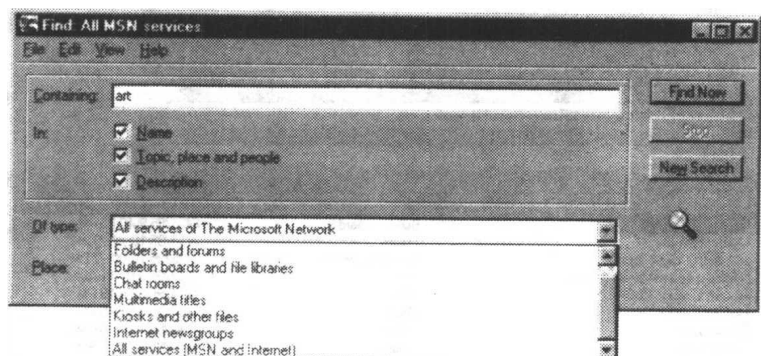 Find: All MSN services
File Edit View Help
Containing: art
Find Now
In: Name
Stop
Topic, place and people
New Search
Description
Of type: All services of The Microsoft Network
Folders and forums
Place: Bulletin boards and file libraries
Chat rooms
Multimedia titles
Kiosks and other files
Internet newsgroups
All services (MSN and Internet)